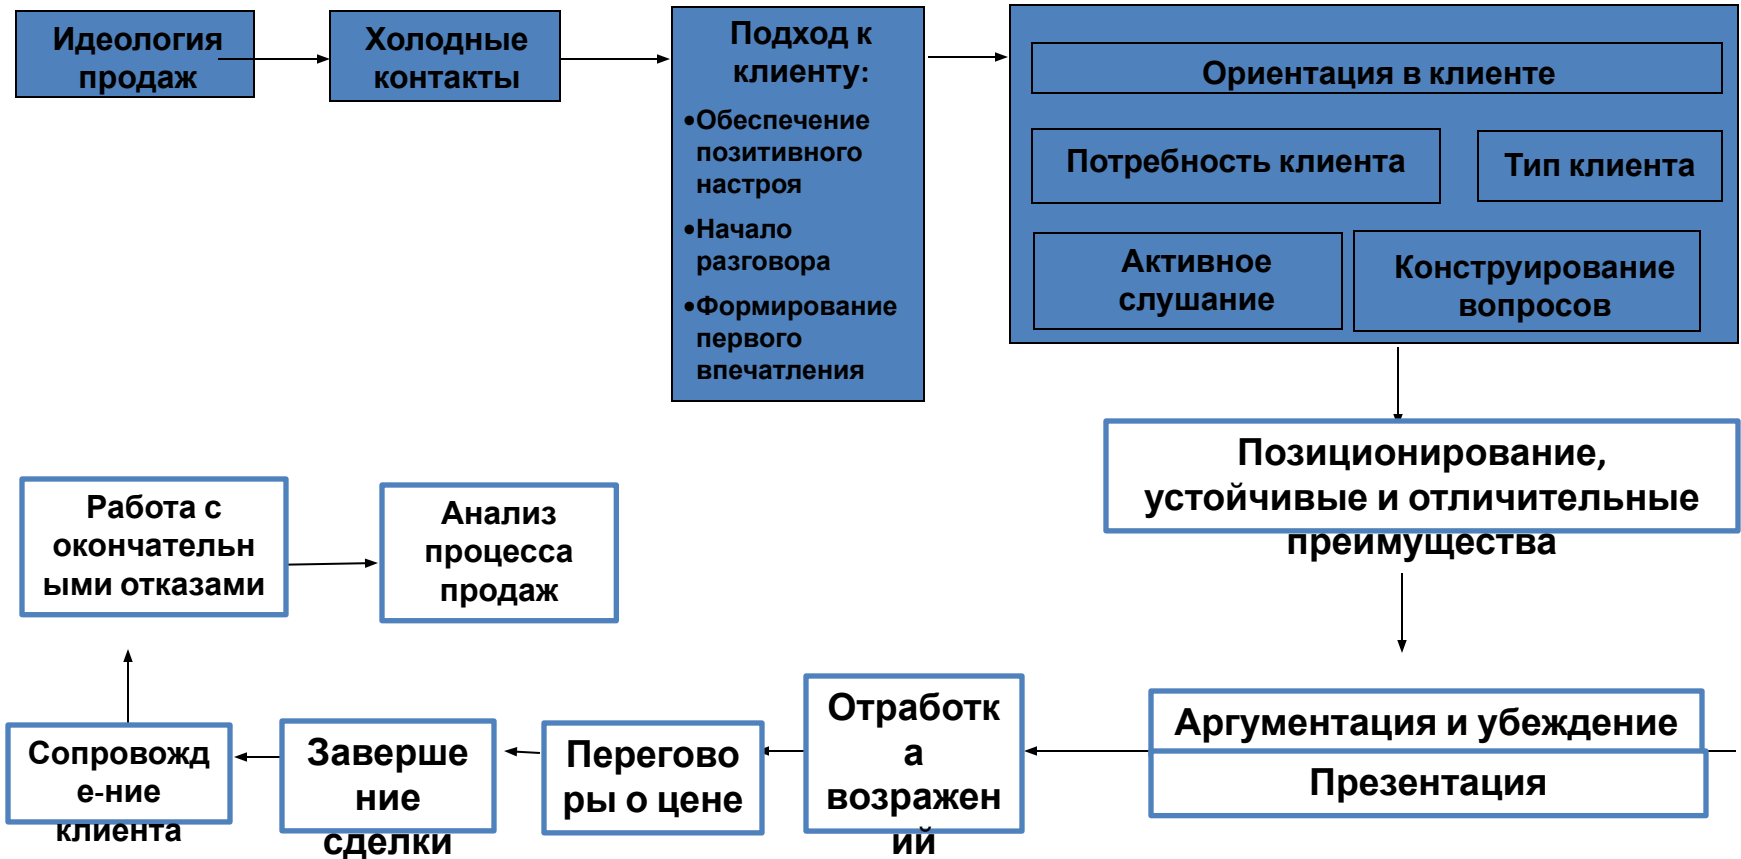 Идеология
продаж
Холодные
контакты
Подход к
клиенту:
•Обеспечение
позитивного
настроя
•Начало
разговора
•Формирование
первого
впечатления
Ориентация в клиенте
Потребность клиента
Тип клиента
Активное
слушание
Конструирование
вопросов
Позиционирование,
устойчивые и отличительные
преимущества
Аргументация и убеждение
Презентация
Отработк
а
возражен
ий
Перегово
ры о цене
Заверше
ние
сделки
Сопровожд
е-ние
клиента
Работа с
окончательн
ыми отказами
Анализ
процесса
продаж